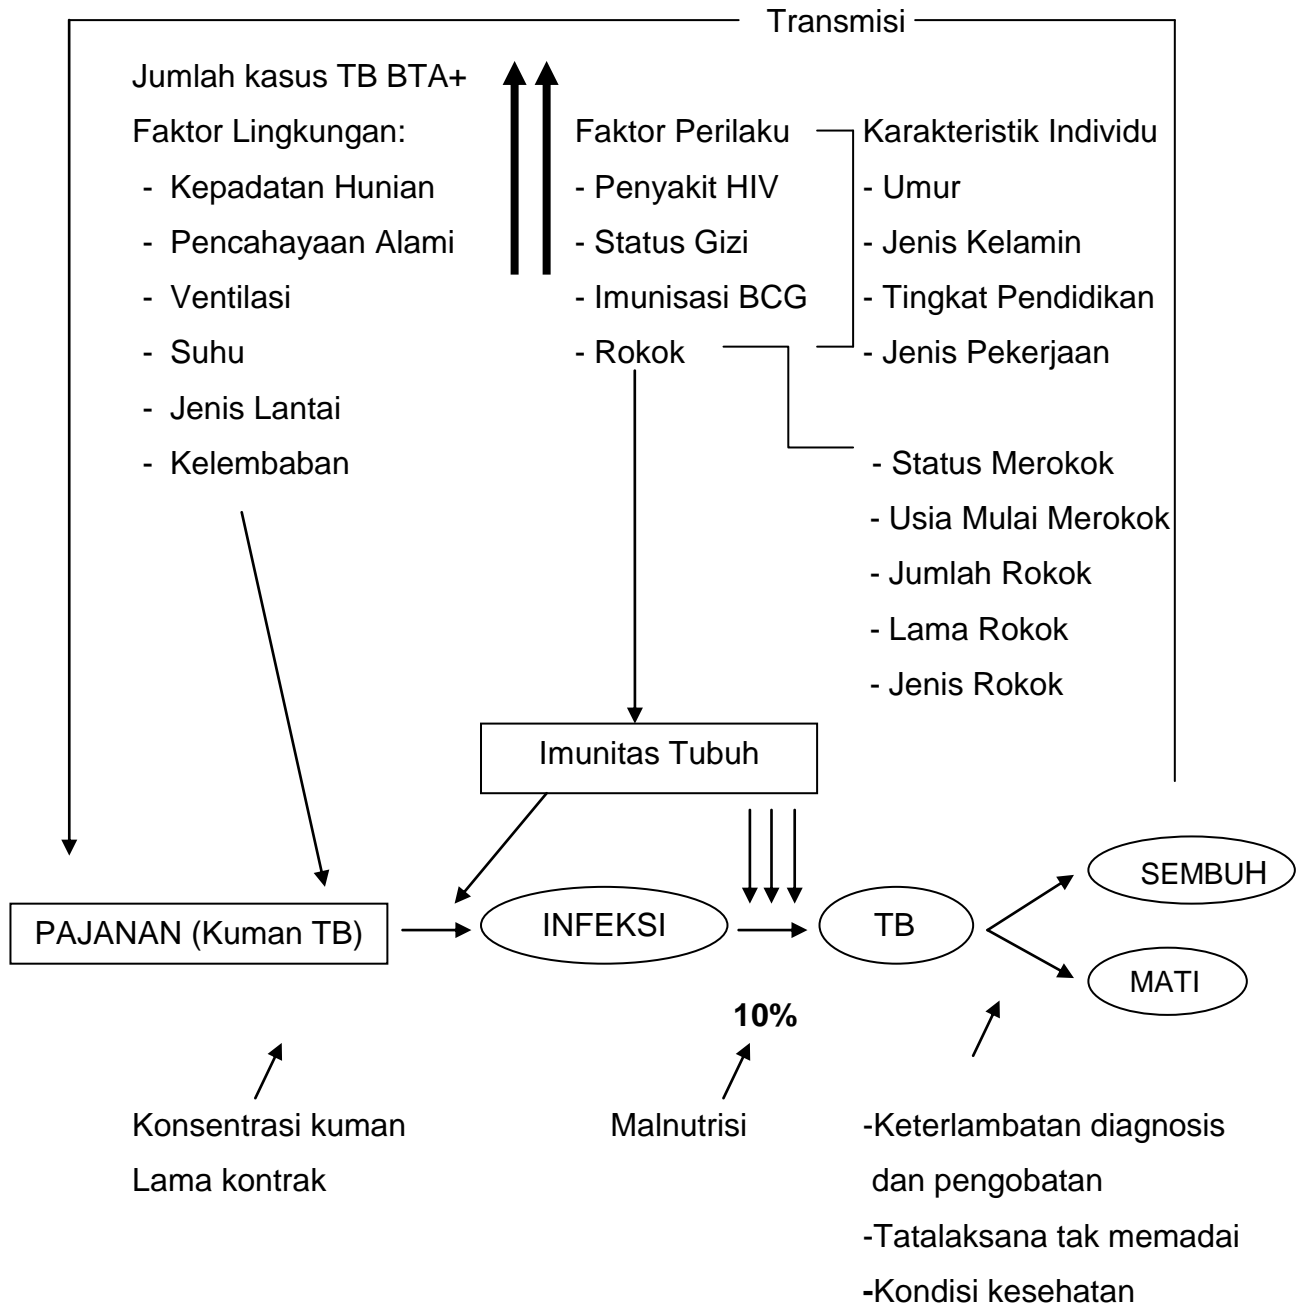 Transmisi
Jumlah kasus TB BTA+
Faktor Lingkungan:
- Kepadatan Hunian
- Pencahayaan Alami
- Ventilasi
- Suhu
- Jenis Lantai
- Kelembaban
Faktor Perilaku
- Penyakit HIV
- Status Gizi
- Imunisasi BCG
- Rokok
Karakteristik Individu
- Umur
- Jenis Kelamin
- Tingkat Pendidikan
- Jenis Pekerjaan
- Status Merokok
- Usia Mulai Merokok
- Jumlah Rokok
- Lama Rokok
- Jenis Rokok
Imunitas Tubuh
PAJANAN (Kuman TB)
INFEKSI
TB
SEMBUH
MATI
10%
Konsentrasi kuman
Lama kontrak
Malnutrisi
-Keterlambatan diagnosis
dan pengobatan
-Tatalaksana tak memadai
-Kondisi kesehatan